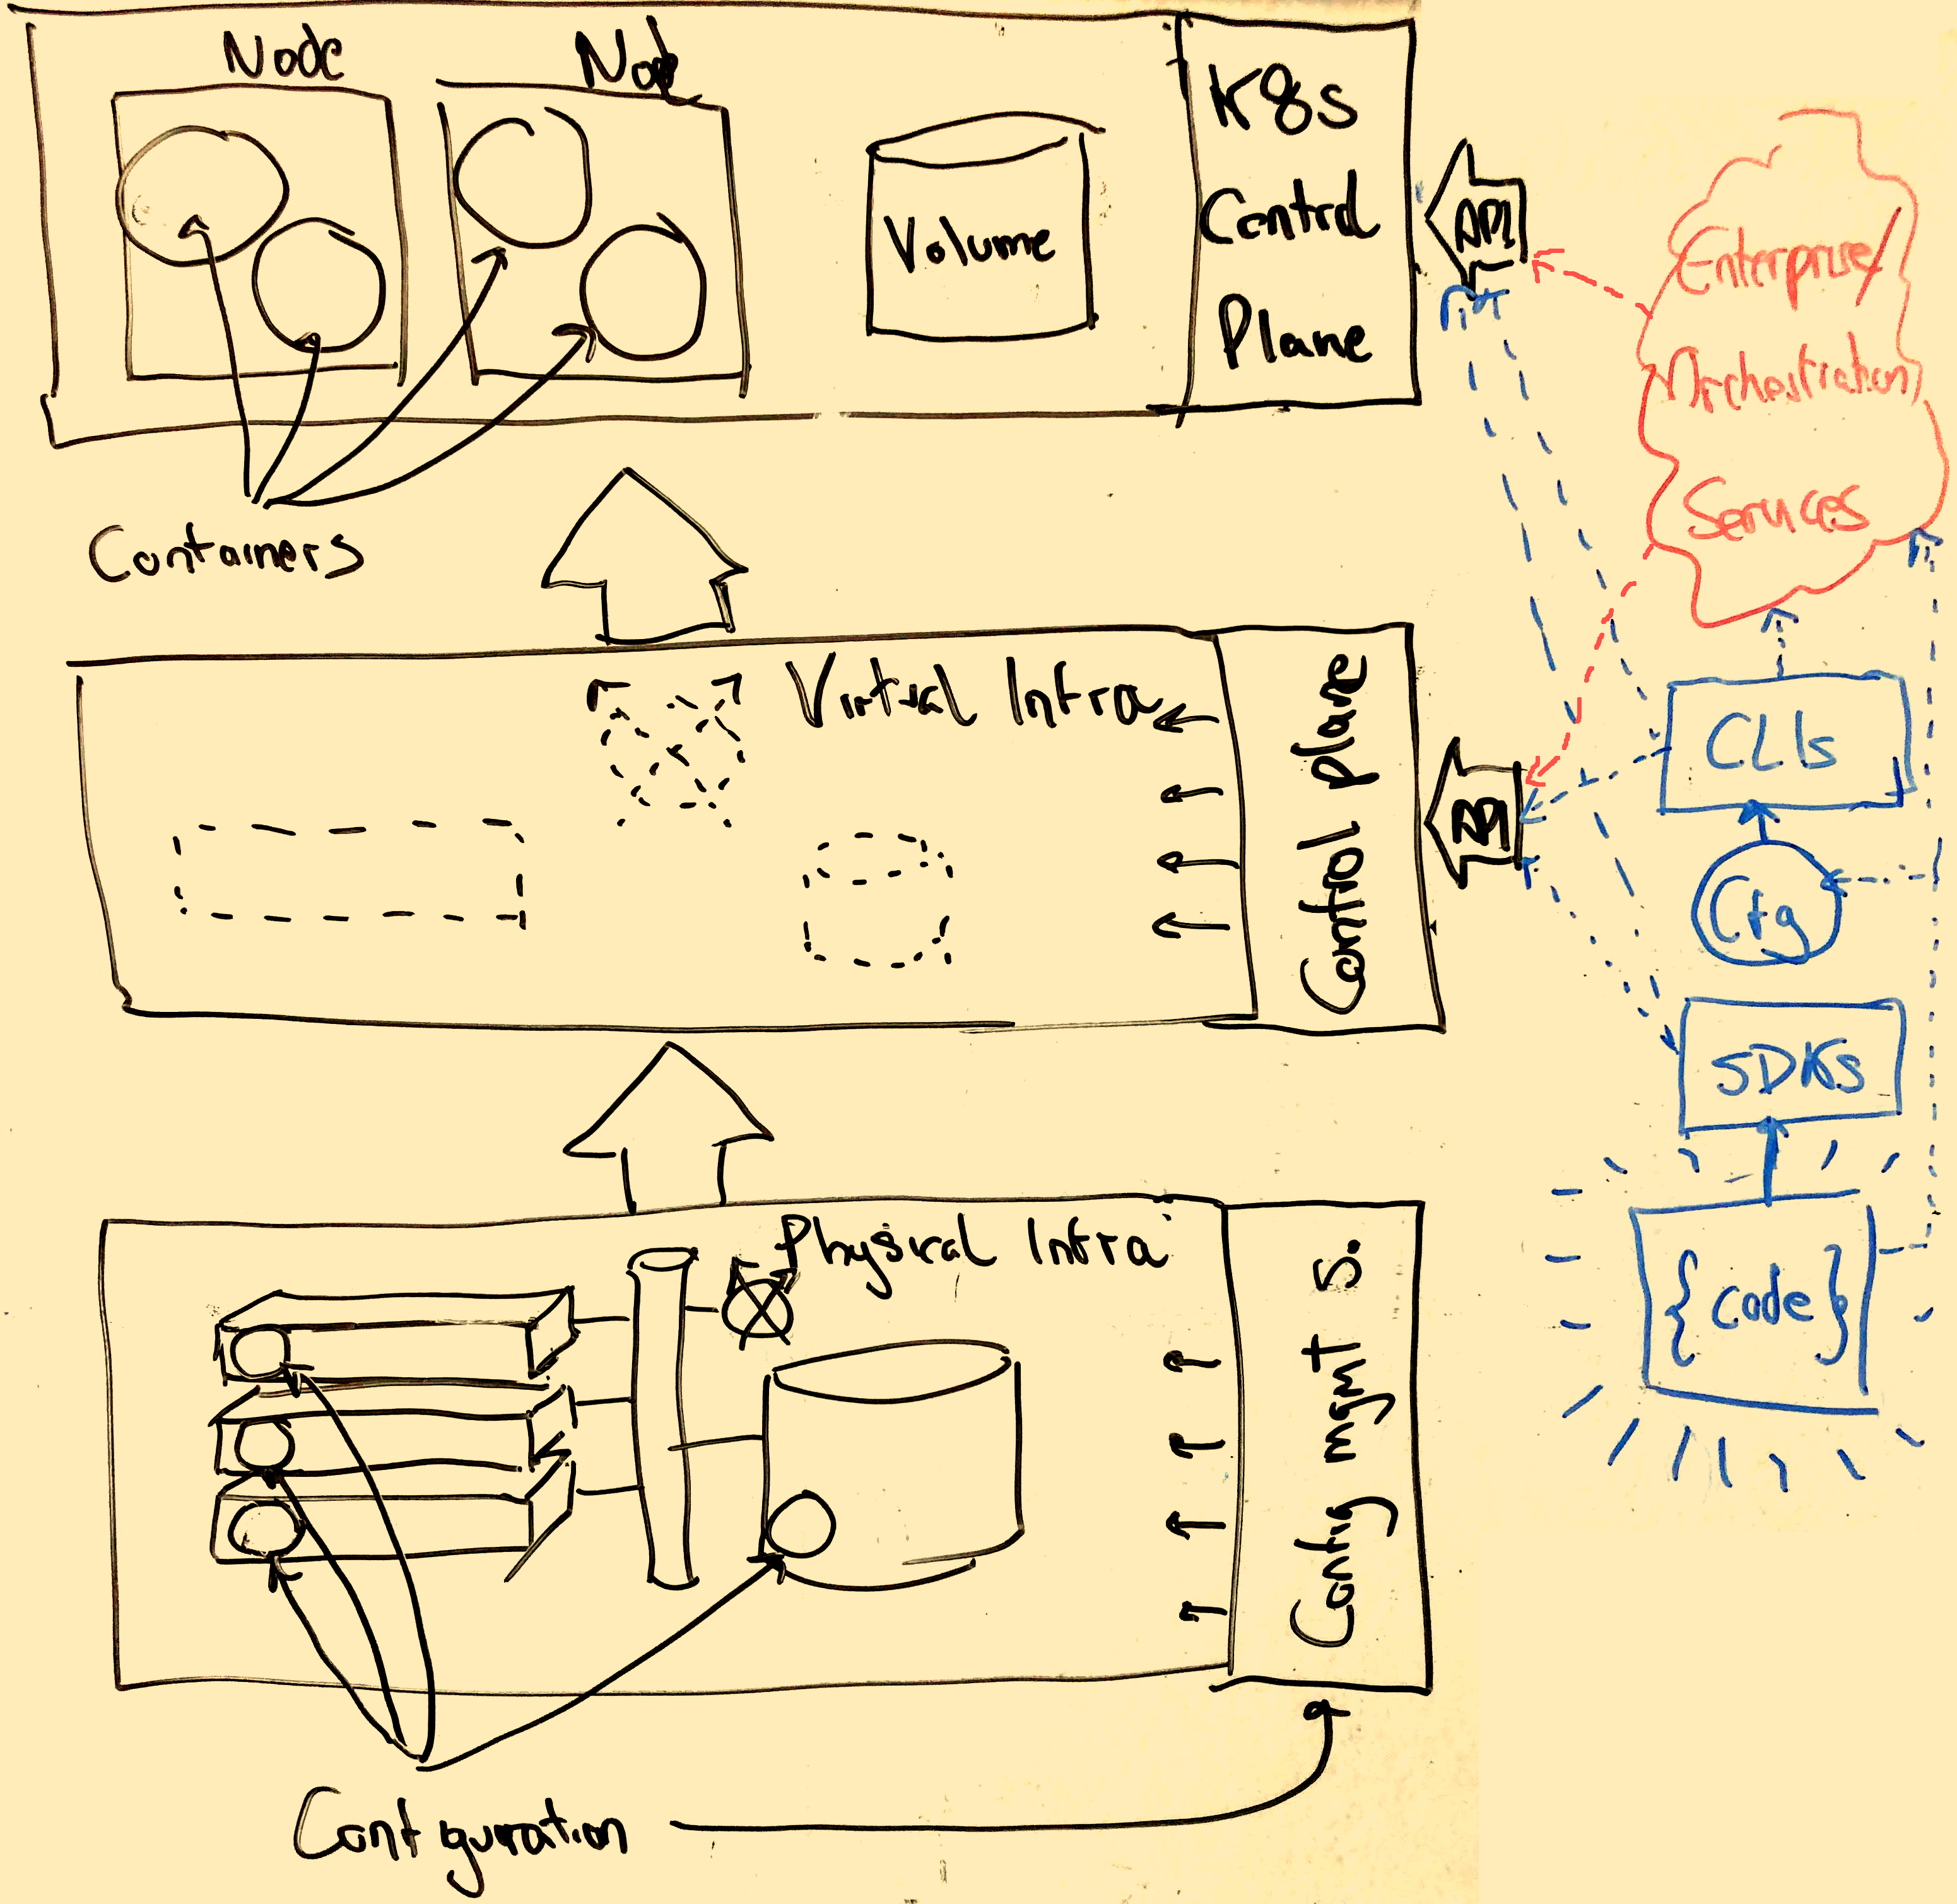 Node
Node
K8s
Control
Plane
Volume
API
Enterprise/
Orchestration
Services
Containers
Virtual Infra
Control plane
API
CLIs
Cfg
SDKs
{code}
Physical Infra
Config mgmt S.
Configuration